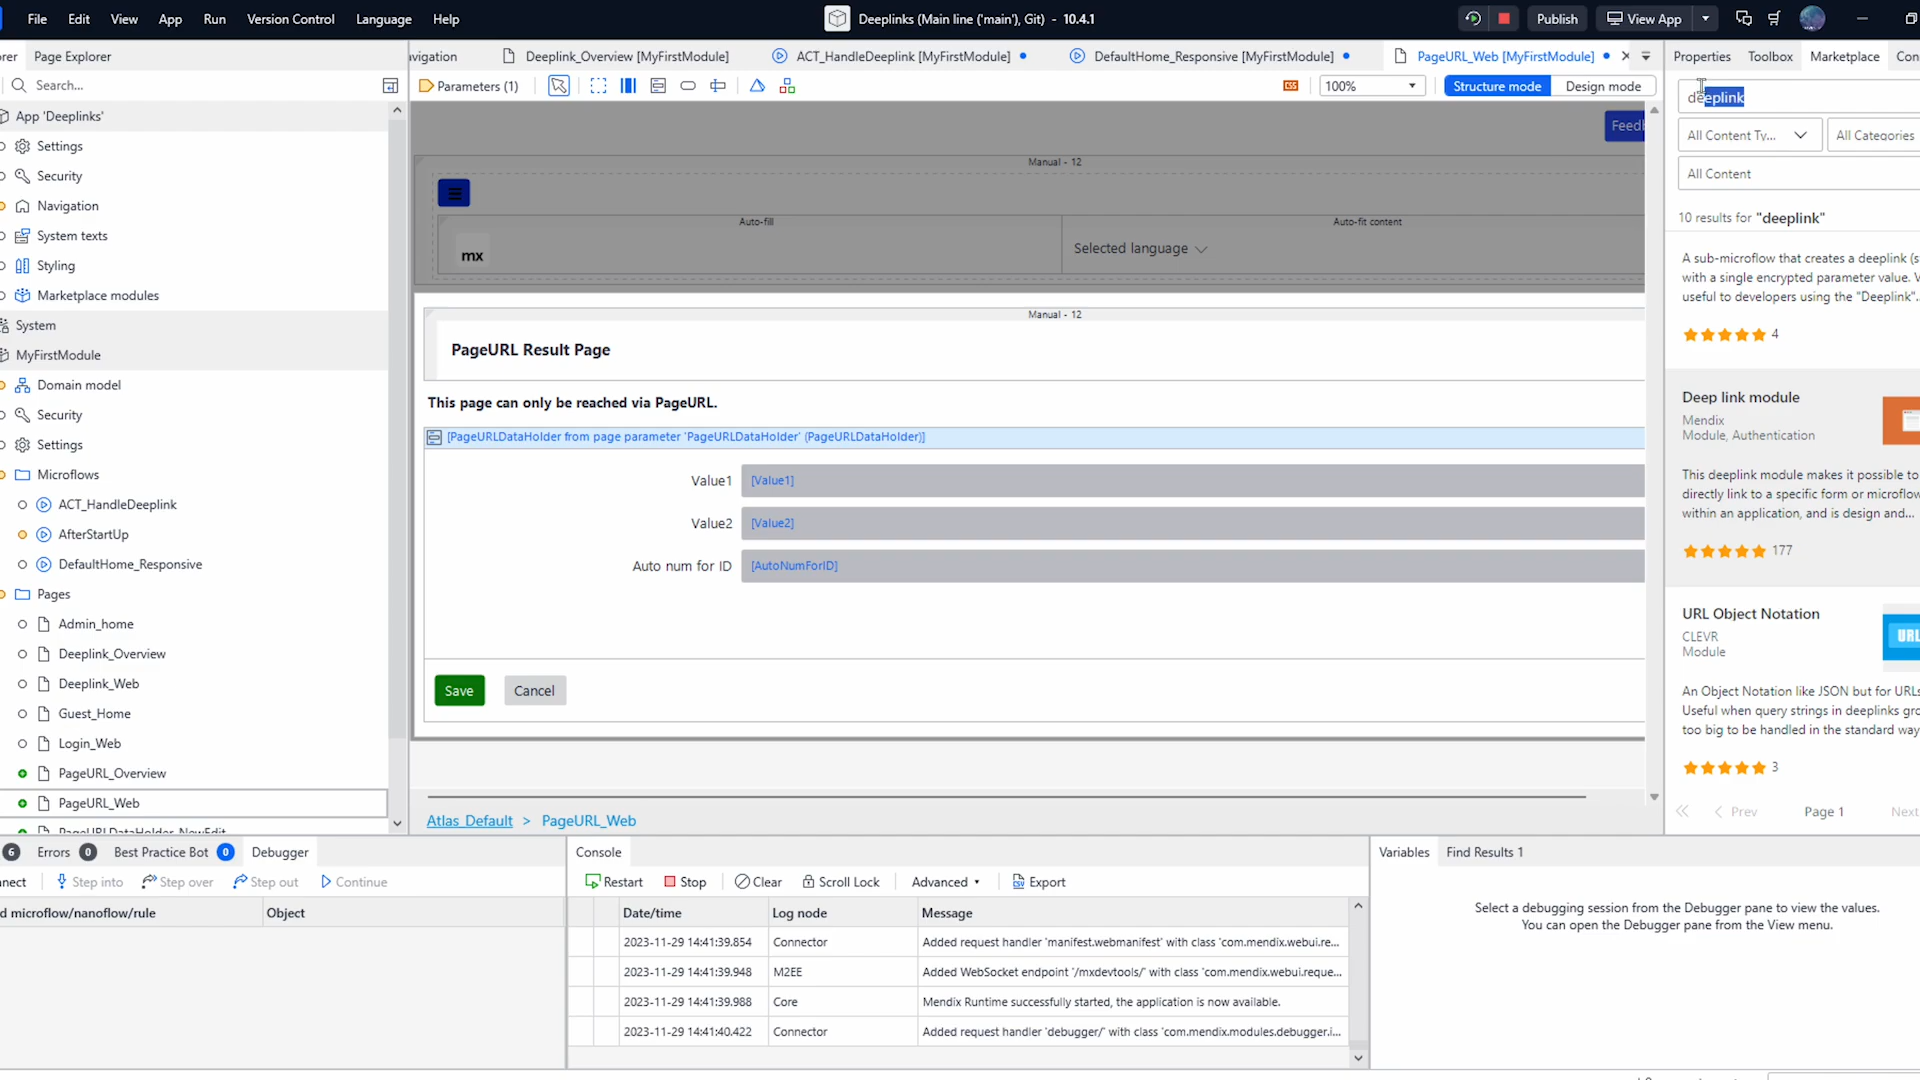 File Edit View App Run Version Control Language Help
Deeplinks (Main line ('main'), Git) - 10.4.1
Publish View App
Page Explorer
Deeplink_Overview [MyFirstModule] ACT_HandleDeeplink [MyFirstModule] DefaultHome_Responsive [MyFirstModule] PageURL_Web [MyFirstModule]
Properties Toolbox Marketplace
Search...
Parameters (1) CSS 100% Structure mode Design mode
deeplink
All Content Ty... All Categories
All Content
10 results for "deeplink"
App 'Deeplinks'
Settings
Security
Navigation
System texts
Styling
Marketplace modules
System
MyFirstModule
Domain model
Security
Settings
Microflows
ACT_HandleDeeplink
AfterStartUp
DefaultHome_Responsive
Pages
Admin_home
Deeplink_Overview
Deeplink_Web
Guest_Home
Login_Web
PageURL_Overview
PageURL_Web
PageURLDataHolder_NewEdit
Manual - 12
Auto-fill Auto-fit content
mx
Selected language
Manual - 12
PageURL Result Page
This page can only be reached via PageURL.
[PageURLDataHolder from page parameter 'PageURLDataHolder' (PageURLDataHolder)]
Value1 [Value1]
Value2 [Value2]
Auto num for ID [AutoNumForID]
Save Cancel
Atlas_Default > PageURL_Web
A sub-microflow that creates a deeplink (s
with a single encrypted parameter value. V
useful to developers using the "Deeplink"...
4
Deep link module
Mendix
Module, Authentication
This deeplink module makes it possible to
directly link to a specific form or microflow
within an application, and is design and...
177
URL Object Notation
CLEVR
Module
URL
An Object Notation like JSON but for URLs
Useful when query strings in deeplinks gro
too big to be handled in the standard way
3
Prev Page 1 Next
6 Errors 0 Best Practice Bot 0 Debugger
Step into Step over Step out Continue
d microflow/nanoflow/rule Object
Console
Restart Stop Clear Scroll Lock Advanced Export
Date/time Log node Message
2023-11-29 14:41:39.854 Connector Added request handler 'manifest.webmanifest' with class 'com.mendix.webui.re...
2023-11-29 14:41:39.948 M2EE Added WebSocket endpoint '/mxdevtools/' with class 'com.mendix.webui.reque...
2023-11-29 14:41:39.988 Core Mendix Runtime successfully started, the application is now available.
2023-11-29 14:41:40.422 Connector Added request handler 'debugger/' with class 'com.mendix.modules.debugger.i...
Variables Find Results 1
Select a debugging session from the Debugger pane to view the values.
You can open the Debugger pane from the View menu.